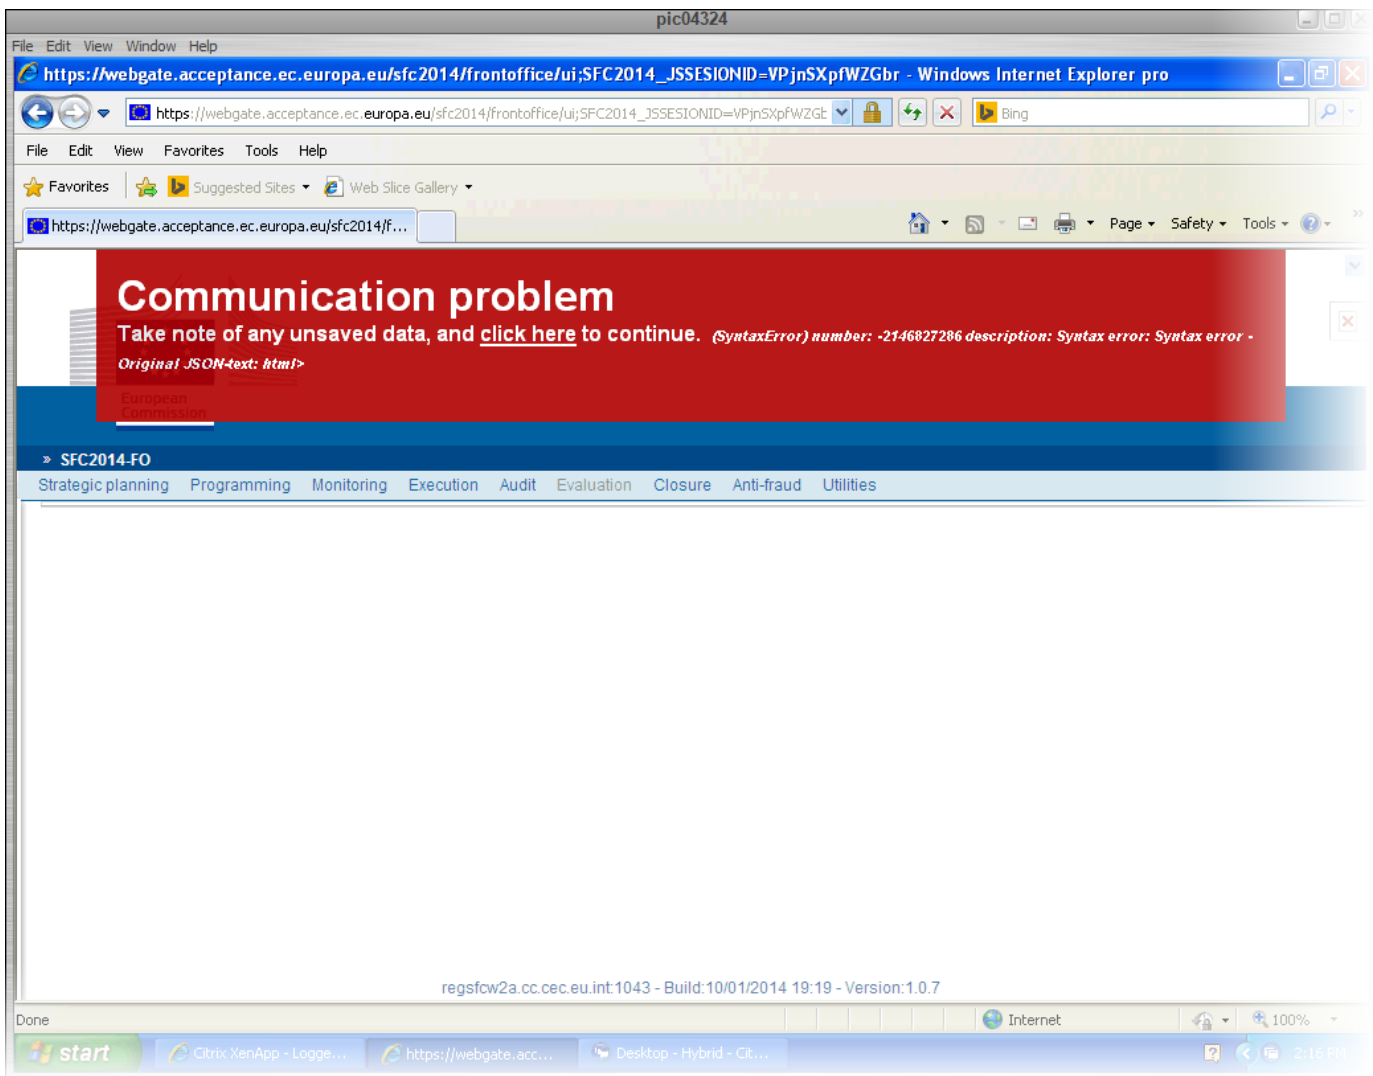 pic04324
File Edit View Window Help
https://webgate.acceptance.ec.europa.eu/sfc2014/frontoffice/ui;SFC2014_JSSESIONID=VPjnSXpfWZGbr - Windows Internet Explorer pro
https://webgate.acceptance.ec.europa.eu/sfc2014/frontoffice/ui;SFC2014_JSSESIONID=VPjnSXpfWZGb Bing
File Edit View Favorites Tools Help
Favorites Suggested Sites Web Slice Gallery
https://webgate.acceptance.ec.europa.eu/sfc2014/f... Page Safety Tools
Communication problem
Take note of any unsaved data, and click here to continue. (SyntaxError) number: -2146827286 description: Syntax error: Syntax error -
Original JSON-text: html>
European
Commission
» SFC2014-FO
Strategic planning Programming Monitoring Execution Audit Evaluation Closure Anti-fraud Utilities
regsfcw2a.cc.cec.eu.int:1043 - Build:10/01/2014 19:19 - Version:1.0.7
Done Internet 100%
start Citrix XenApp - Logge... https://webgate.acc... Desktop - Hybrid - Cit... 2:16 PM